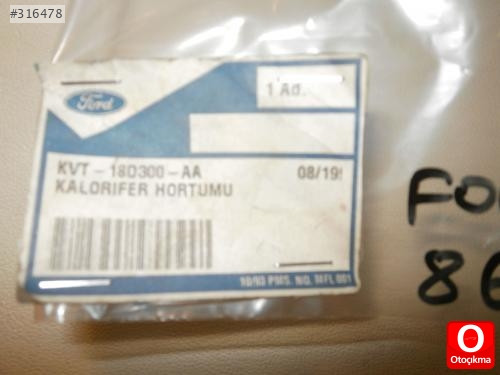 #316478
Ford
1 Ad.
KVT-18D300-AA 08/19
KALORIFER HORTUMU
10/93 PMS. NO. MFL 001
FO
8
Otoçıkma